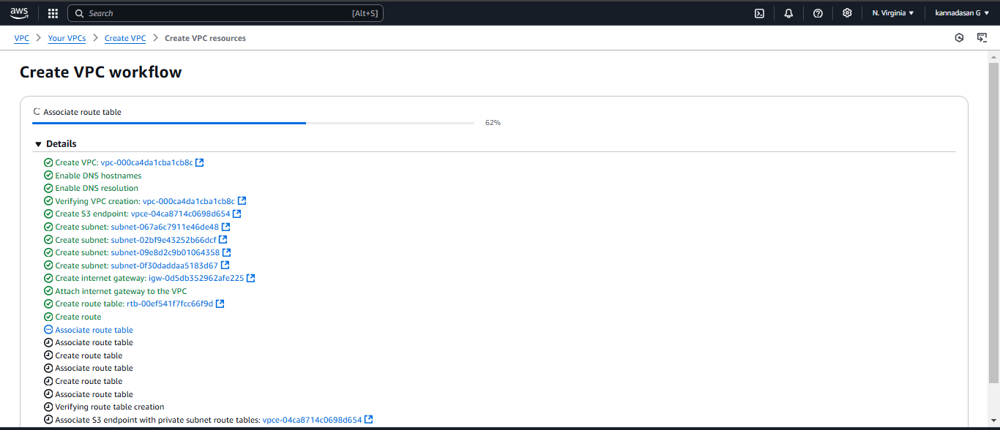 aws Search [Alt+S] N. Virginia kannadasan G
VPC > Your VPCs > Create VPC > Create VPC resources
Create VPC workflow
Associate route table
62%
Details
Create VPC: vpc-000ca4da1cba1cb8c
Enable DNS hostnames
Enable DNS resolution
Verifying VPC creation: vpc-000ca4da1cba1cb8c
Create S3 endpoint: vpce-04ca8714c0698d654
Create subnet: subnet-067a6c7911e46de48
Create subnet: subnet-02bf9e43252b66dcf
Create subnet: subnet-09e8d2c9b01064358
Create subnet: subnet-0f30daddaa5183d67
Create internet gateway: igw-0d5db352962afe225
Attach internet gateway to the VPC
Create route table: rtb-00ef541f7fcc66f9d
Create route
Associate route table
Associate route table
Create route table
Associate route table
Create route table
Associate route table
Verifying route table creation
Associate S3 endpoint with private subnet route tables: vpce-04ca8714c0698d654